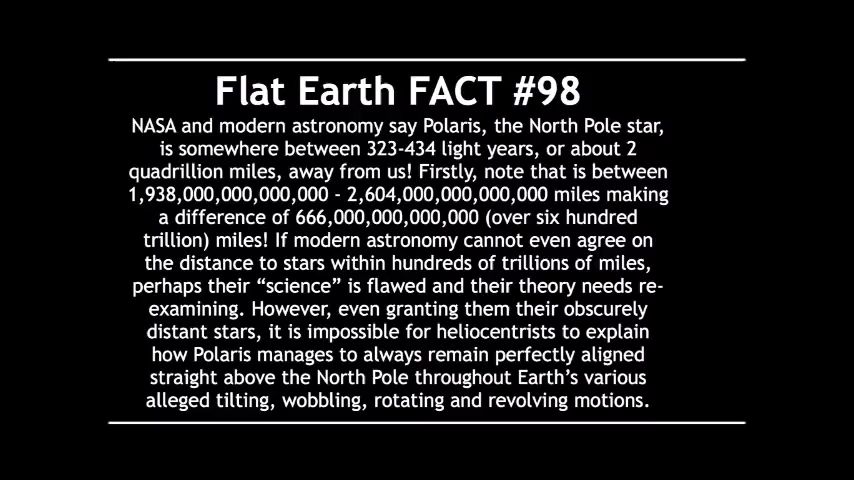 Flat Earth FACT #98
NASA and modern astronomy say Polaris, the North Pole star,
is somewhere between 323-434 light years, or about 2
quadrillion miles, away from us! Firstly, note that is between
1,938,000,000,000,000 - 2,604,000,000,000,000 miles making
a difference of 666,000,000,000,000 (over six hundred
trillion) miles! If modern astronomy cannot even agree on
the distance to stars within hundreds of trillions of miles,
perhaps their “science” is flawed and their theory needs re-
examining. However, even granting them their obscurely
distant stars, it is impossible for heliocentrists to explain
how Polaris manages to always remain perfectly aligned
straight above the North Pole throughout Earth’s various
alleged tilting, wobbling, rotating and revolving motions.